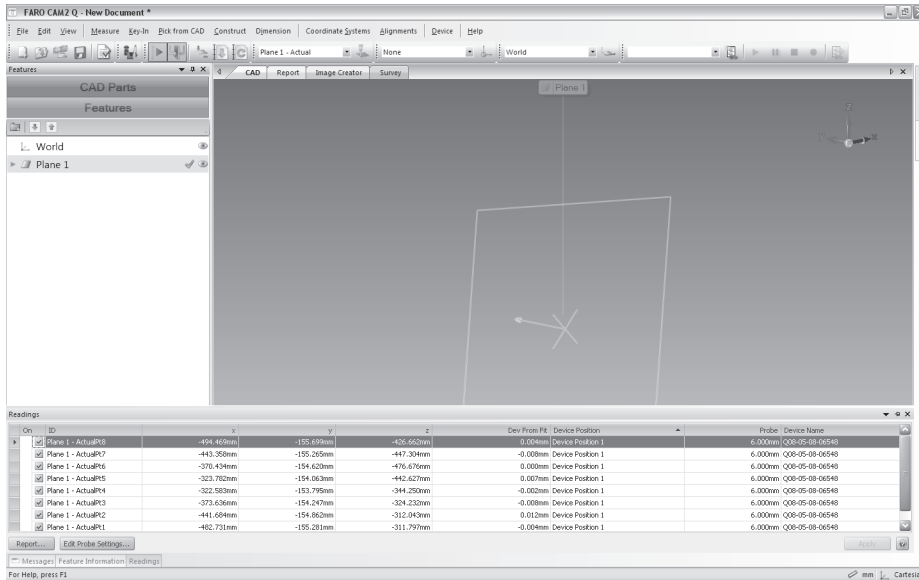 FARO CAM2 Q - New Document *
File Edit View Measure Key-In Pick from CAD Construct Dimension Coordinate Systems Alignments Device Help
Plane 1 - Actual None World
Features
CAD Report Image Creator Survey
CAD Parts
Features
World
Plane 1
Plane 1
Z
X
Readings
On ID x y z Dev From Fit Device Position Probe Device Name
Plane 1 - ActualPt8 -494.469mm -155.699mm -426.662mm 0.004mm Device Position 1 6.000mm Q08-05-08-06548
Plane 1 - ActualPt7 -443.358mm -155.265mm -447.304mm -0.008mm Device Position 1 6.000mm Q08-05-08-06548
Plane 1 - ActualPt6 -370.434mm -154.620mm -476.676mm 0.000mm Device Position 1 6.000mm Q08-05-08-06548
Plane 1 - ActualPt5 -323.782mm -154.063mm -442.627mm 0.007mm Device Position 1 6.000mm Q08-05-08-06548
Plane 1 - ActualPt4 -322.583mm -153.795mm -344.250mm -0.002mm Device Position 1 6.000mm Q08-05-08-06548
Plane 1 - ActualPt3 -373.636mm -154.247mm -324.232mm -0.008mm Device Position 1 6.000mm Q08-05-08-06548
Plane 1 - ActualPt2 -441.684mm -154.862mm -312.043mm 0.012mm Device Position 1 6.000mm Q08-05-08-06548
Plane 1 - ActualPt1 -482.731mm -155.281mm -311.797mm -0.004mm Device Position 1 6.000mm Q08-05-08-06548
Report... Edit Probe Settings... Apply
Messages Feature Information Readings
For Help, press F1 mm Cartesia